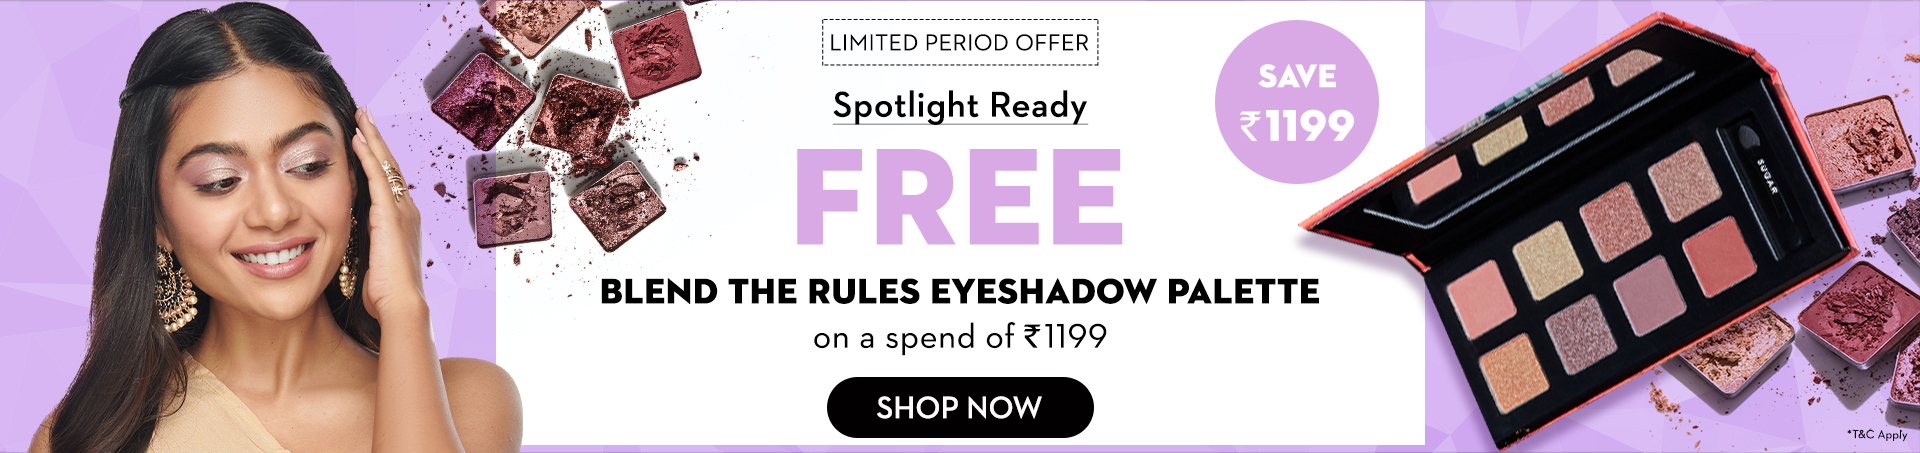 LIMITED PERIOD OFFER
Spotlight Ready
FREE
BLEND THE RULES EYESHADOW PALETTE
on a spend of ₹1199
SHOP NOW
SAVE
₹1199
SUGAR
*T&C Apply